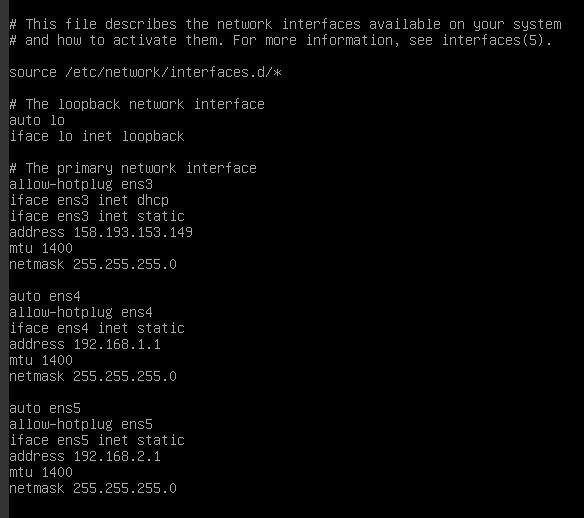 # This file describes the network interfaces available on your system
# and how to activate them. For more information, see interfaces(5).
source /etc/network/interfaces.d/*
# The loopback network interface
auto lo
iface lo inet loopback
# The primary network interface
allow-hotplug ens3
iface ens3 inet dhcp
iface ens3 inet static
address 158.193.153.149
mtu 1400
netmask 255.255.255.0
auto ens4
allow-hotplug ens4
iface ens4 inet static
address 192.168.1.1
mtu 1400
netmask 255.255.255.0
auto ens5
allow-hotplug ens5
iface ens5 inet static
address 192.168.2.1
mtu 1400
netmask 255.255.255.0